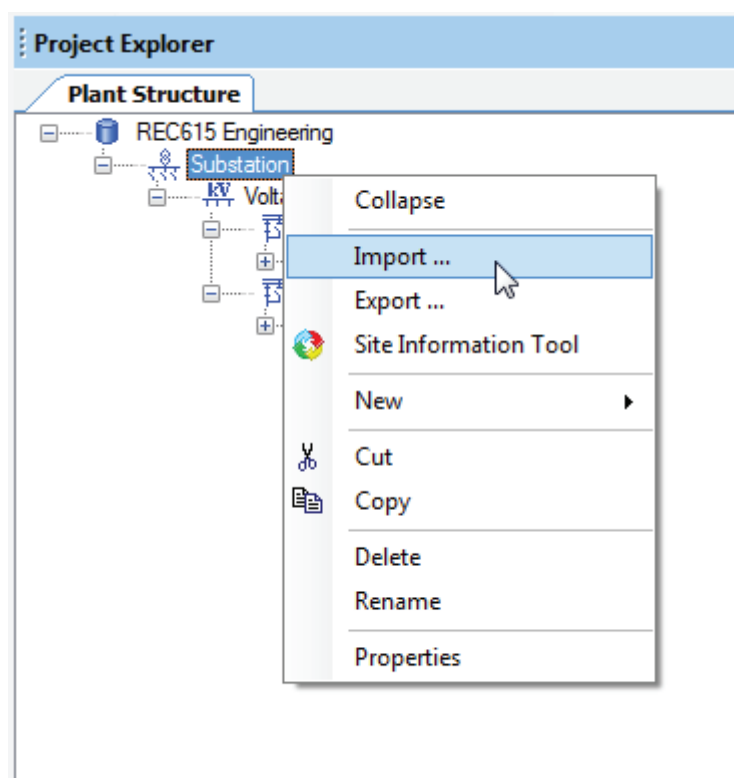 Project Explorer
Plant Structure
REC615 Engineering
Substation
Collapse
Import ...
Export ...
Site Information Tool
New
Cut
Copy
Delete
Rename
Properties